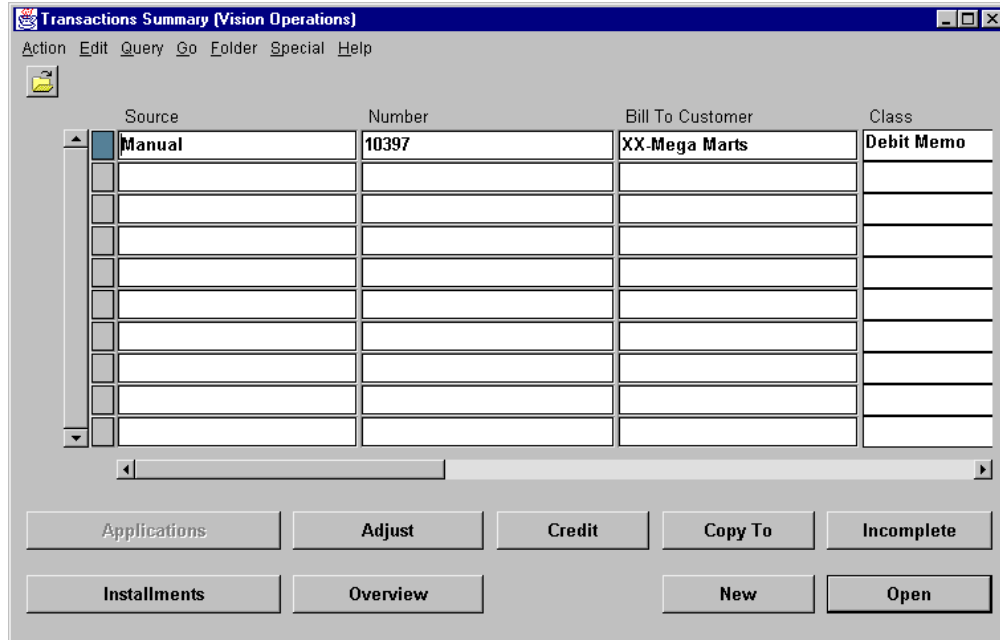 Transactions Summary (Vision Operations)
Action Edit Query Go Folder Special Help
Source Number Bill To Customer Class
Manual 10397 XX-Mega Marts Debit Memo
Applications Adjust Credit Copy To Incomplete
Installments Overview New Open